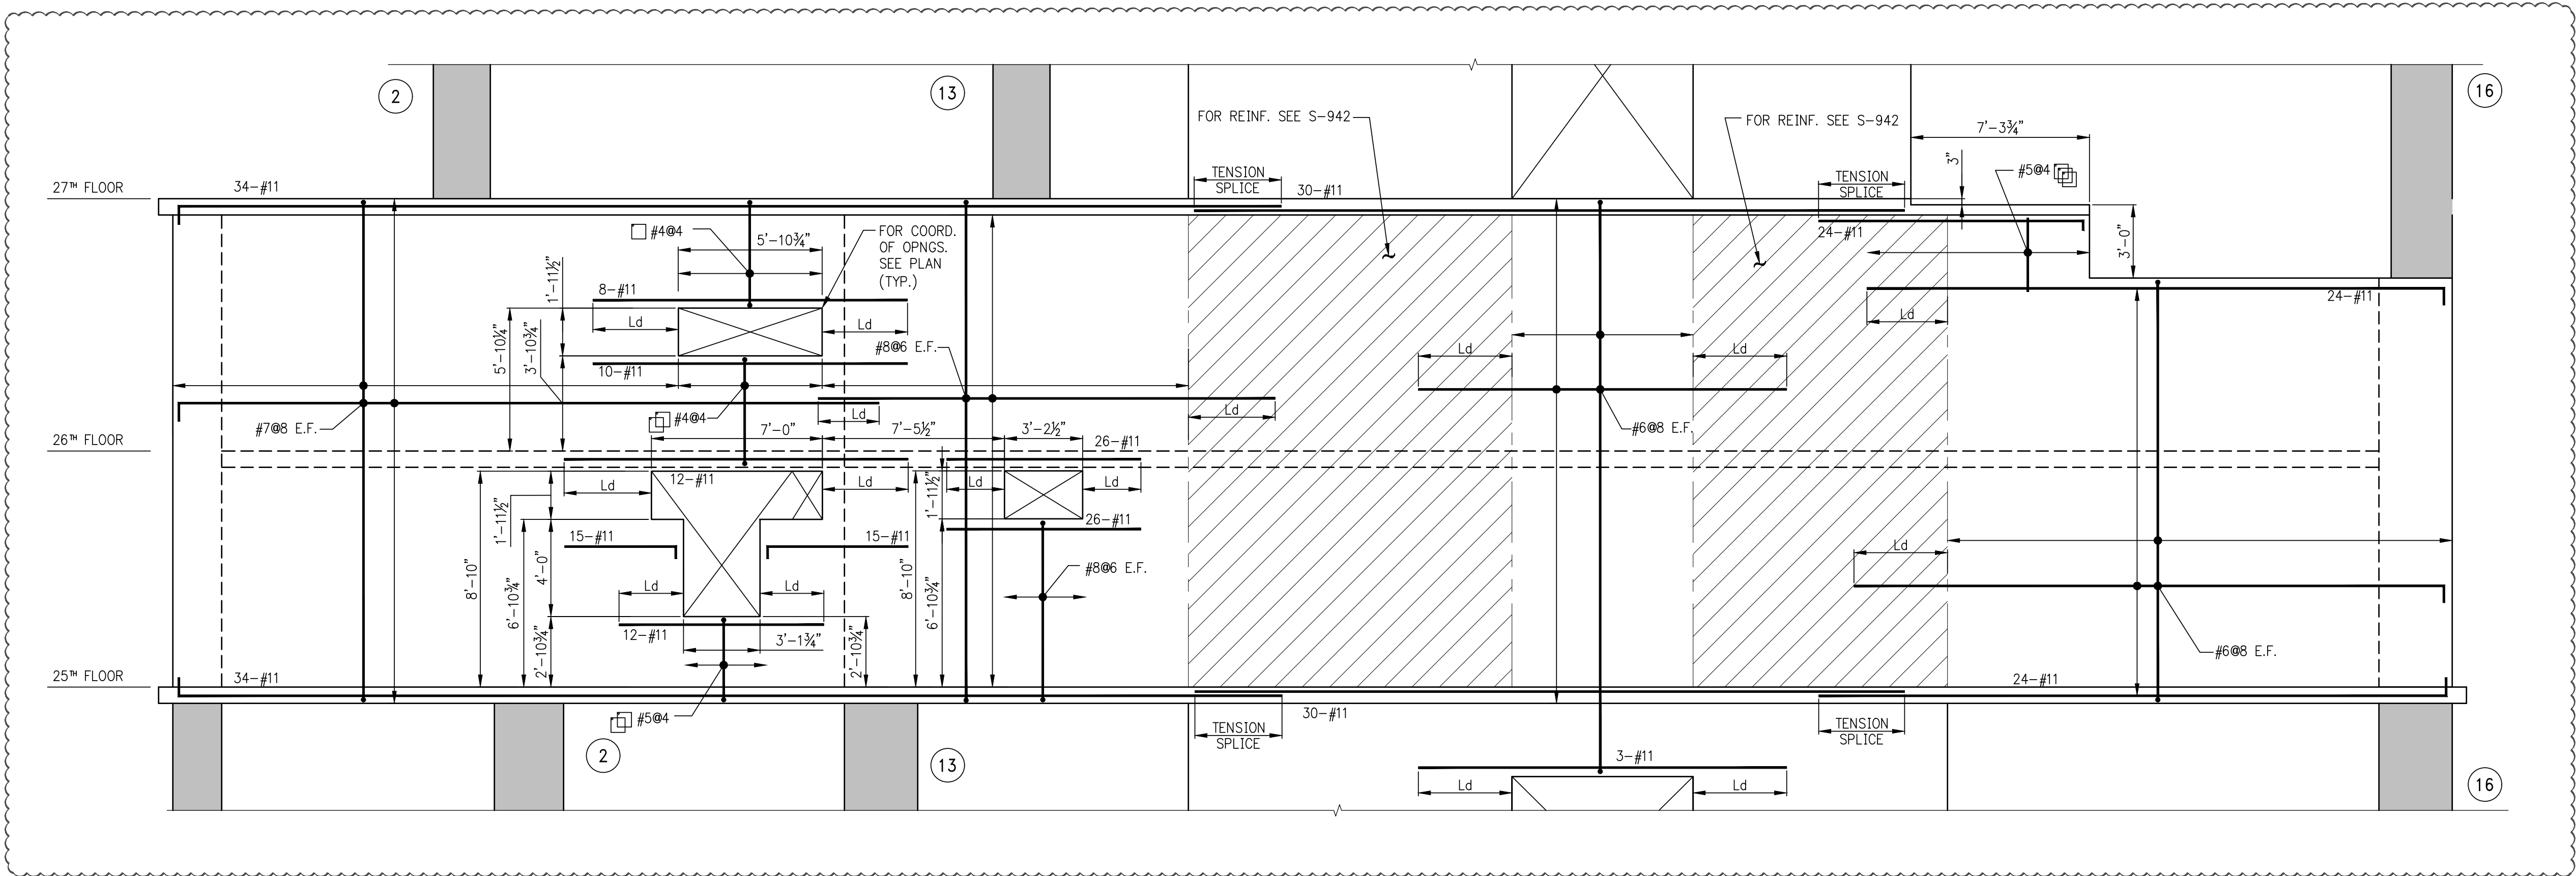 2
13
16
FOR REINF. SEE S-942
FOR REINF. SEE S-942
7'-3¾"
3"
#5@4
27TH FLOOR
34-#11
TENSION
SPLICE
30-#11
TENSION
SPLICE
24-#11
3'-0"
#4@4
5'-10¾"
FOR COORD.
OF OPNGS.
SEE PLAN
(TYP.)
1'-11½"
8-#11
Ld
Ld
5'-10¼"
3'-10¾"
10-#11
#8@6 E.F.
Ld
Ld
Ld
24-#11
#4@4
Ld
Ld
#7@8 E.F.
7'-0"
7'-5½"
3'-2½"
26-#11
#6@8 E.F.
26TH FLOOR
12-#11
Ld
Ld
Ld
Ld
1'-11½"
1'-11½"
26-#11
15-#11
15-#11
8'-10"
6'-10¾"
4'-0"
8'-10"
6'-10¾"
#8@6 E.F.
Ld
Ld
Ld
12-#11
3'-1¾"
2'-10¾"
2'-10¾"
#6@8 E.F.
25TH FLOOR
34-#11
24-#11
#5@4
30-#11
TENSION
SPLICE
TENSION
SPLICE
2
13
3-#11
Ld
Ld
16